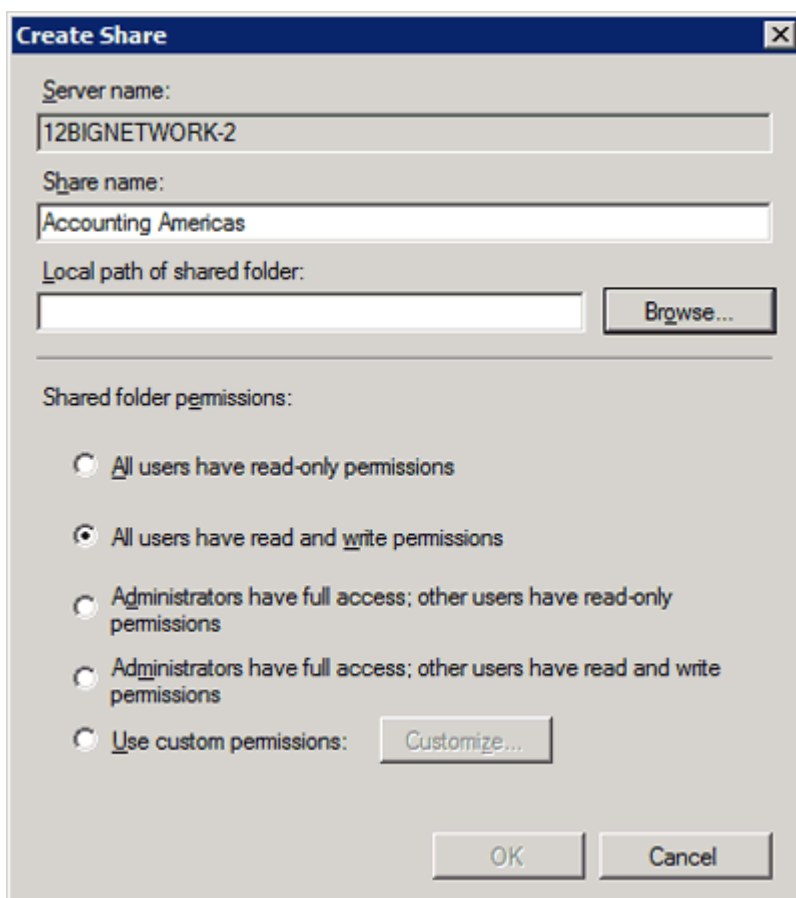 Create Share
Server name:
12BIGNETWORK-2
Share name:
Accounting Americas
Local path of shared folder:
Browse...
Shared folder permissions:
All users have read-only permissions
All users have read and write permissions
Administrators have full access; other users have read-only
permissions
Administrators have full access; other users have read and write
permissions
Use custom permissions:
Customize...
OK
Cancel